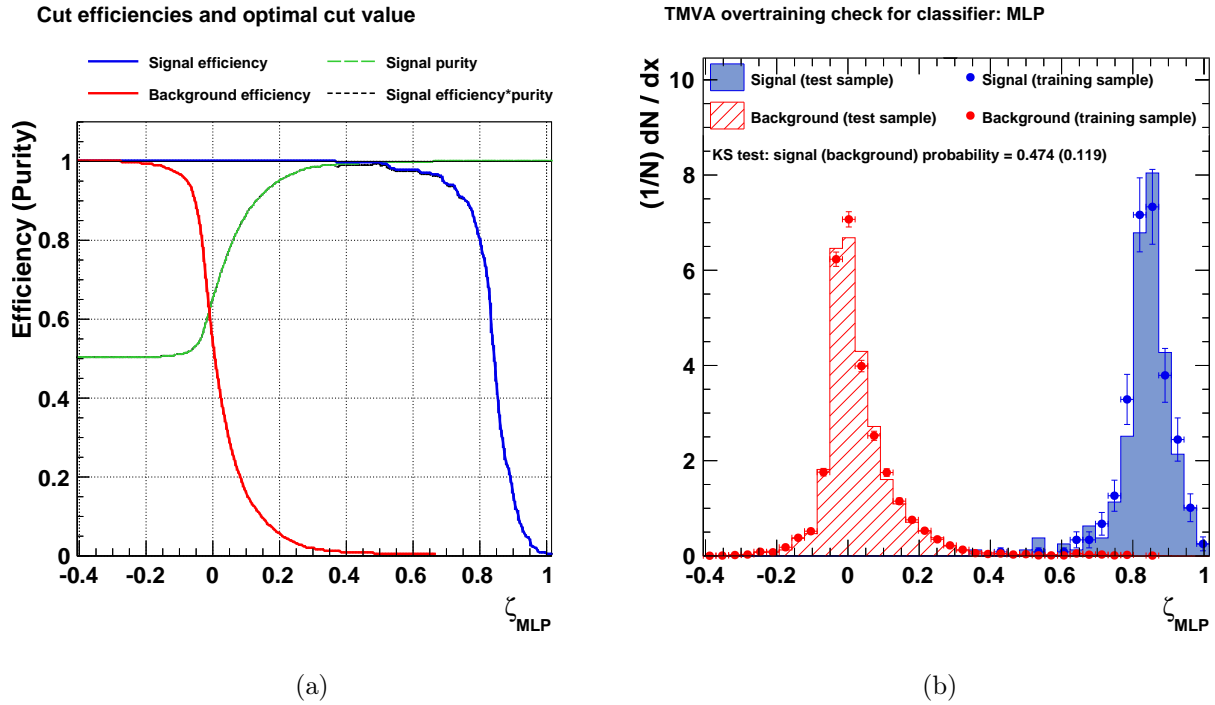 Cut efficiencies and optimal cut value
Signal efficiency
Signal purity
Background efficiency
Signal efficiency*purity
Efficiency (Purity)
1
0.8
0.6
0.4
0.2
0
-0.4 -0.2 0 0.2 0.4 0.6 0.8 1
ζMLP
(a)
TMVA overtraining check for classifier: MLP
Signal (test sample)
Signal (training sample)
Background (test sample)
Background (training sample)
KS test: signal (background) probability = 0.474 (0.119)
(1/N) dN / dx
10
8
6
4
2
0
-0.4 -0.2 0 0.2 0.4 0.6 0.8 1
ζMLP
(b)